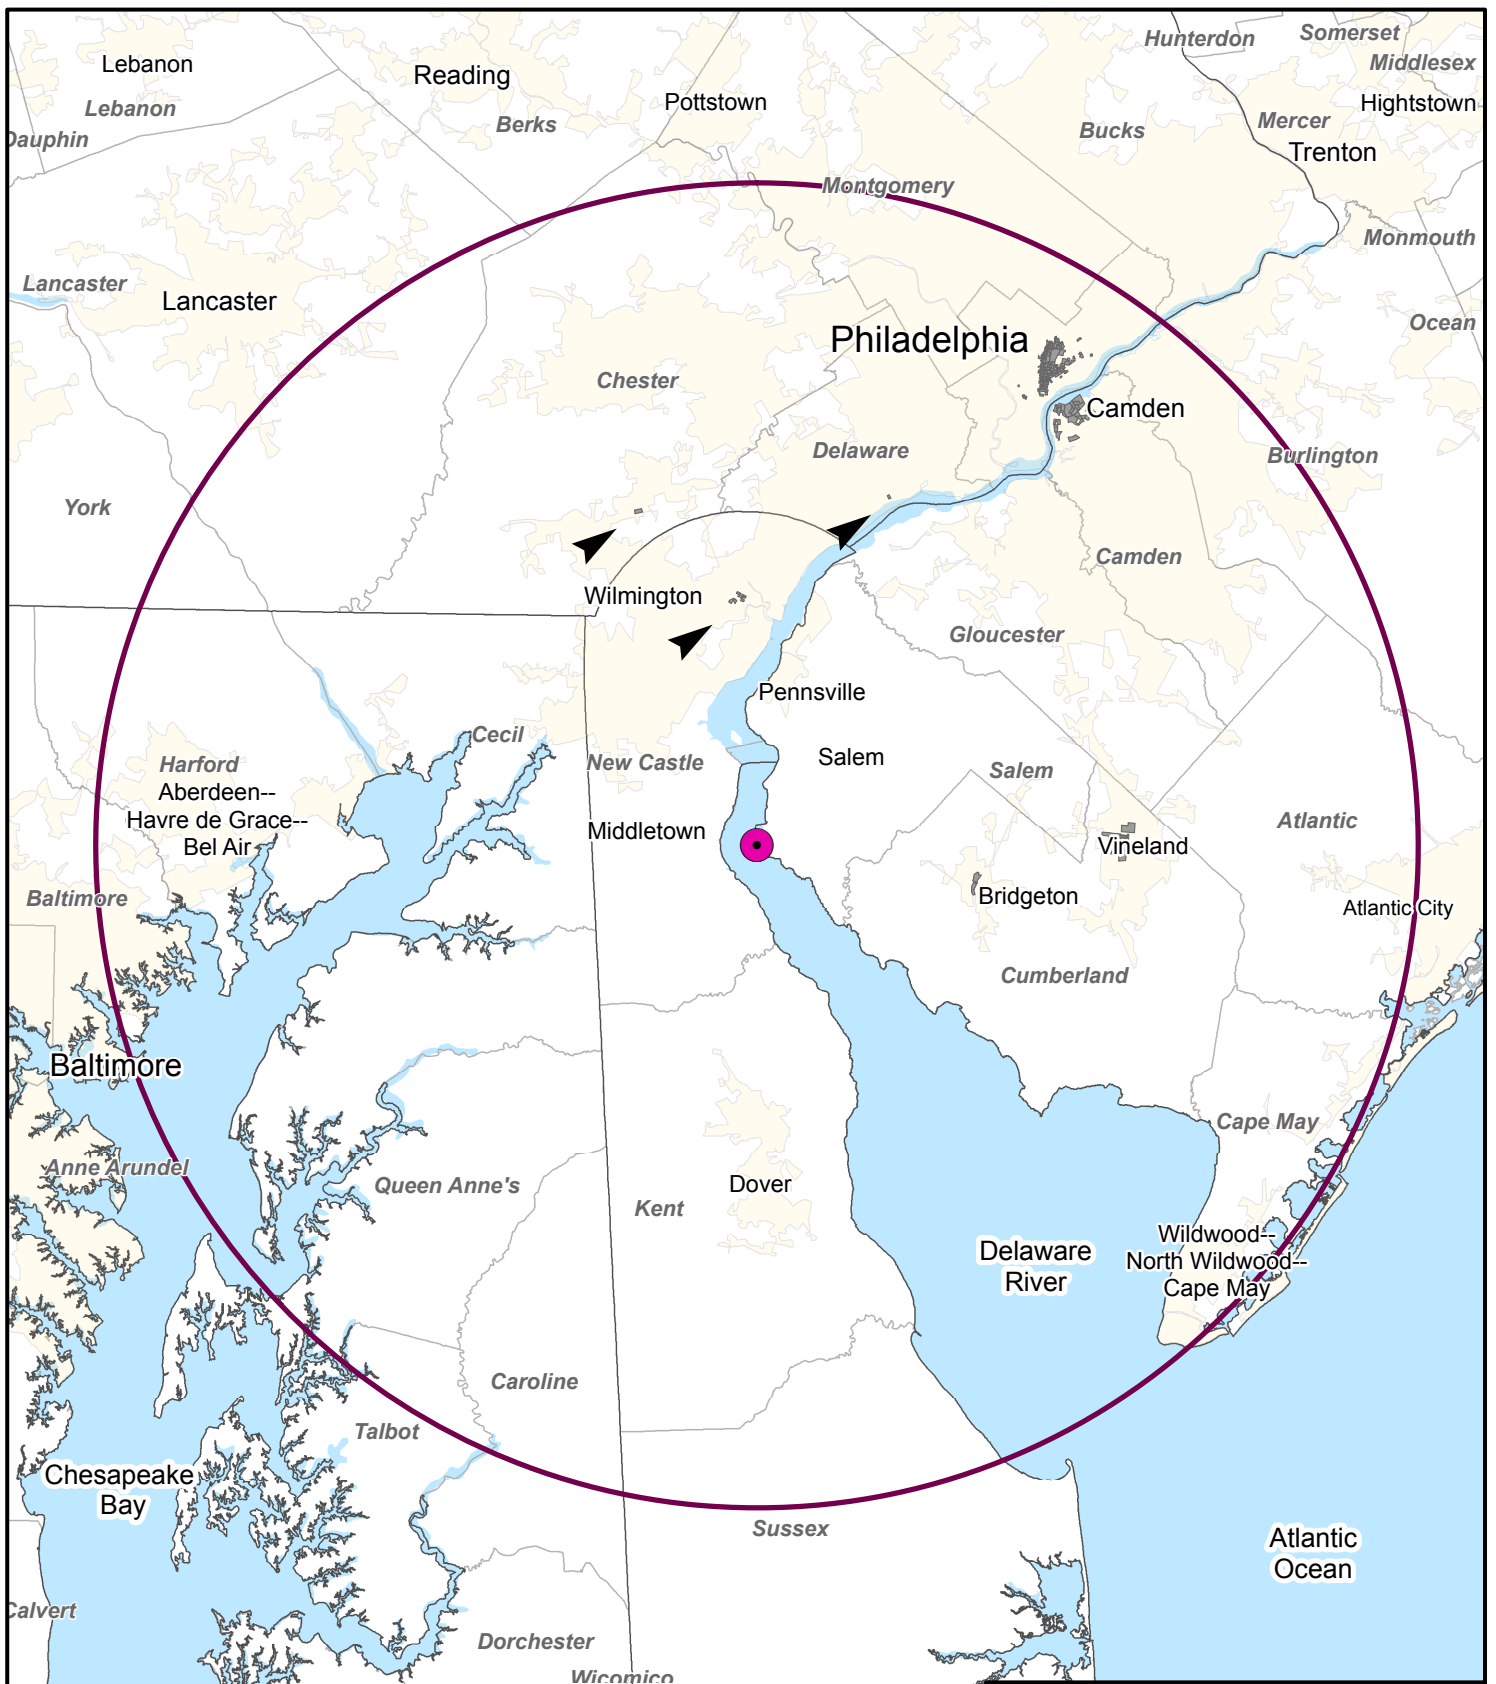 Hunterdon
Somerset
Middlesex
Lebanon
Reading
Pottstown
Hightstown
Lebanon
Berks
Bucks
Mercer
Dauphin
Trenton
Montgomery
Monmouth
Lancaster
Lancaster
Ocean
Philadelphia
Chester
Camden
Delaware
Burlington
York
Camden
Wilmington
Gloucester
Pennsville
Cecil
Harford
New Castle
Salem
Salem
Aberdeen--
Havre de Grace--
Bel Air
Middletown
Atlantic
Vineland
Baltimore
Bridgeton
Atlantic City
Cumberland
Baltimore
Cape May
Anne Arundel
Queen Anne's
Dover
Kent
Delaware
River
Wildwood--
North Wildwood--
Cape May
Caroline
Talbot
Chesapeake
Bay
Sussex
Atlantic
Ocean
Calvert
Dorchester
Wicomico